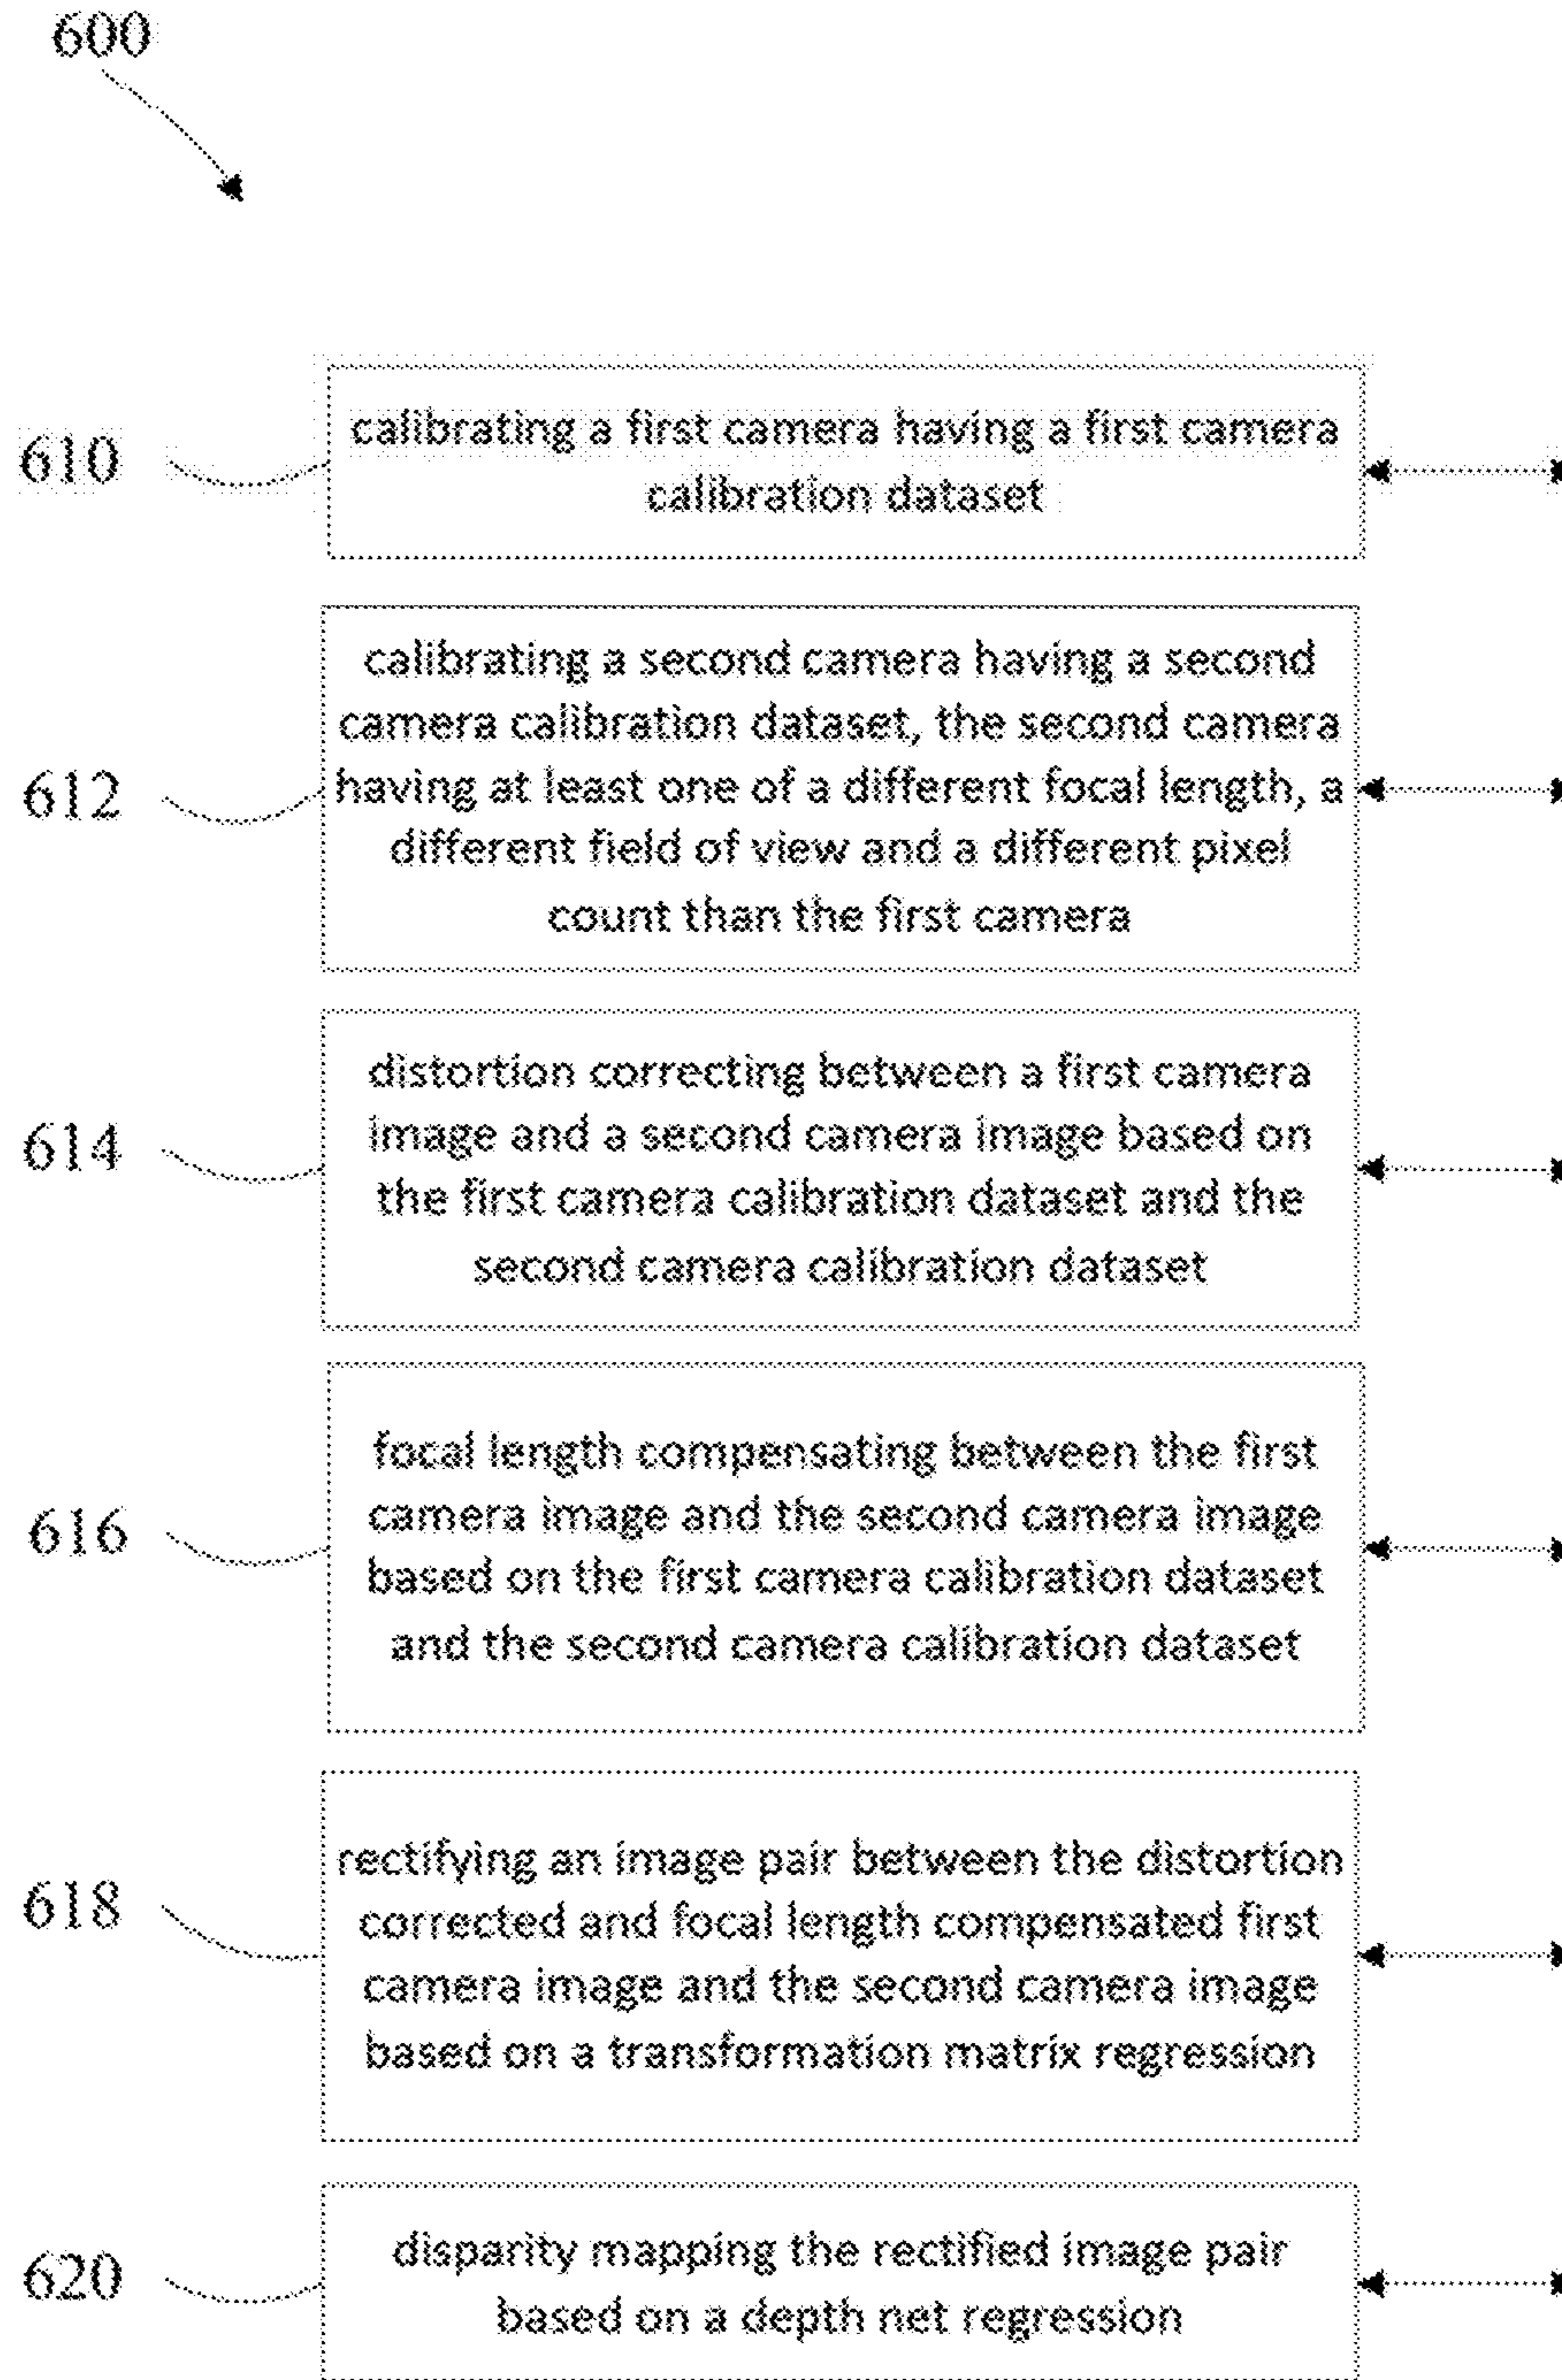 600
610
calibrating a first camera having a first camera
calibration dataset
612
calibrating a second camera having a second
camera calibration dataset, the second camera
having at least one of a different focal length, a
different field of view and a different pixel
count than the first camera
614
distortion correcting between a first camera
image and a second camera image based on
the first camera calibration dataset and the
second camera calibration dataset
616
focal length compensating between the first
camera image and the second camera image
based on the first camera calibration dataset
and the second camera calibration dataset
618
rectifying an image pair between the distortion
corrected and focal length compensated first
camera image and the second camera image
based on a transformation matrix regression
620
disparity mapping the rectified image pair
based on a depth net regression